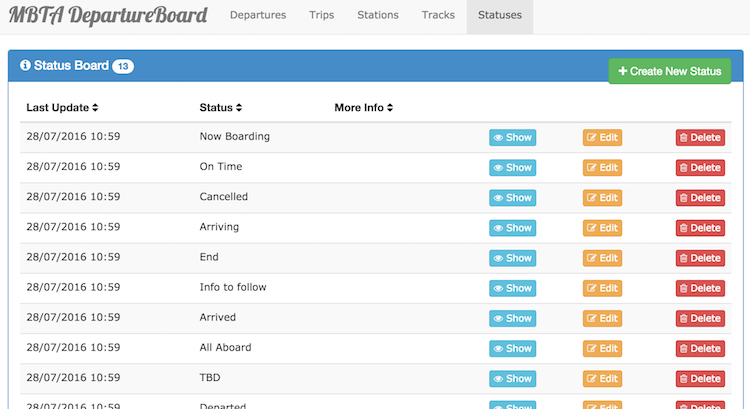 MBTA DepartureBoard Departures Trips Stations Tracks Statuses
Status Board 13 Create New Status
Last Update Status More Info
28/07/2016 10:59 Now Boarding Show Edit Delete
28/07/2016 10:59 On Time Show Edit Delete
28/07/2016 10:59 Cancelled Show Edit Delete
28/07/2016 10:59 Arriving Show Edit Delete
28/07/2016 10:59 End Show Edit Delete
28/07/2016 10:59 Info to follow Show Edit Delete
28/07/2016 10:59 Arrived Show Edit Delete
28/07/2016 10:59 All Aboard Show Edit Delete
28/07/2016 10:59 TBD Show Edit Delete
28/07/2016 10:59 Departed Show Edit Delete